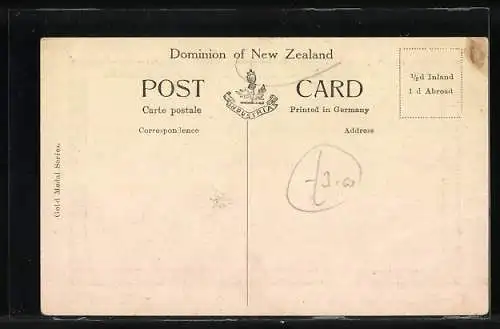 Dominion of New Zealand
POST CARD
INDUSTRIA
Carte postale
Printed in Germany
½d Inland
1 d Abroad
Correspondence
Address
Gold Medal Series.